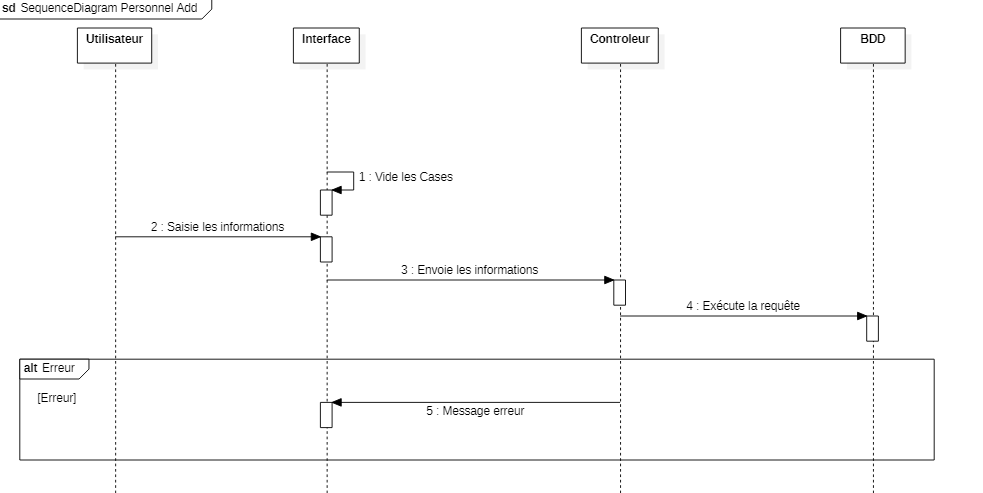 sd SequenceDiagram Personnel Add
Utilisateur
Interface
Controleur
BDD
1 : Vide les Cases
2 : Saisie les informations
3 : Envoie les informations
4 : Exécute la requête
alt Erreur
[Erreur]
5 : Message erreur